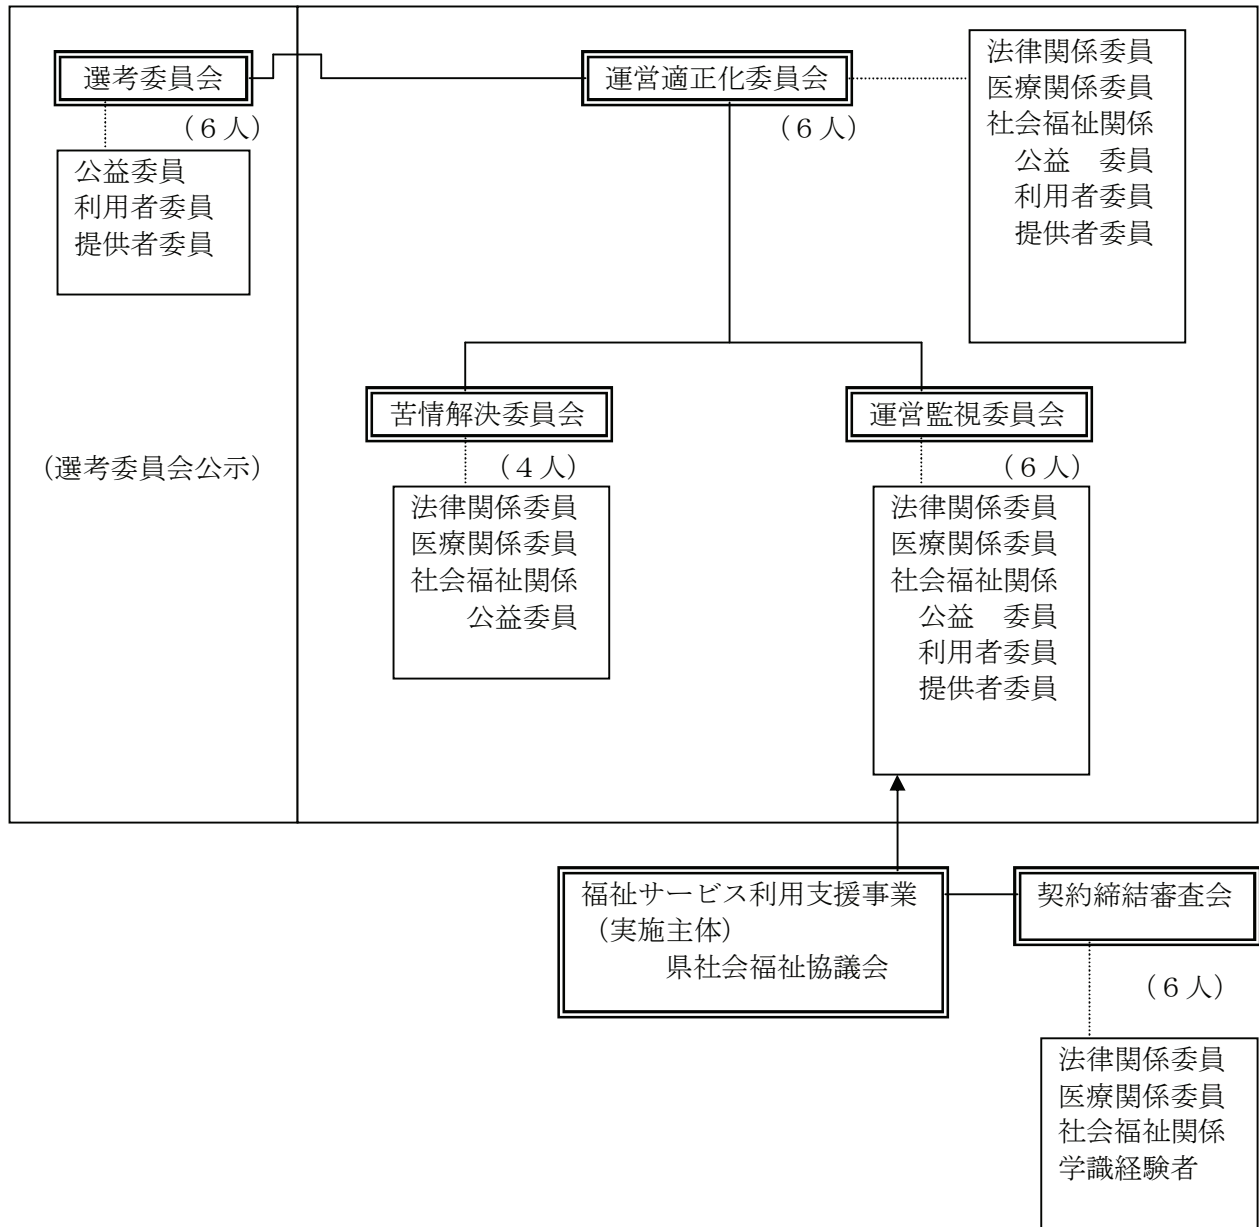 選考委員会
(6人)
公益委員
利用者委員
提供者委員
(選考委員会公示)
運営適正化委員会
(6人)
法律関係委員
医療関係委員
社会福祉関係
公益　委員
利用者委員
提供者委員
苦情解決委員会
(4人)
法律関係委員
医療関係委員
社会福祉関係
公益委員
運営監視委員会
(6人)
法律関係委員
医療関係委員
社会福祉関係
公益　委員
利用者委員
提供者委員
福祉サービス利用支援事業
(実施主体)
県社会福祉協議会
契約締結審査会
(6人)
法律関係委員
医療関係委員
社会福祉関係
学識経験者